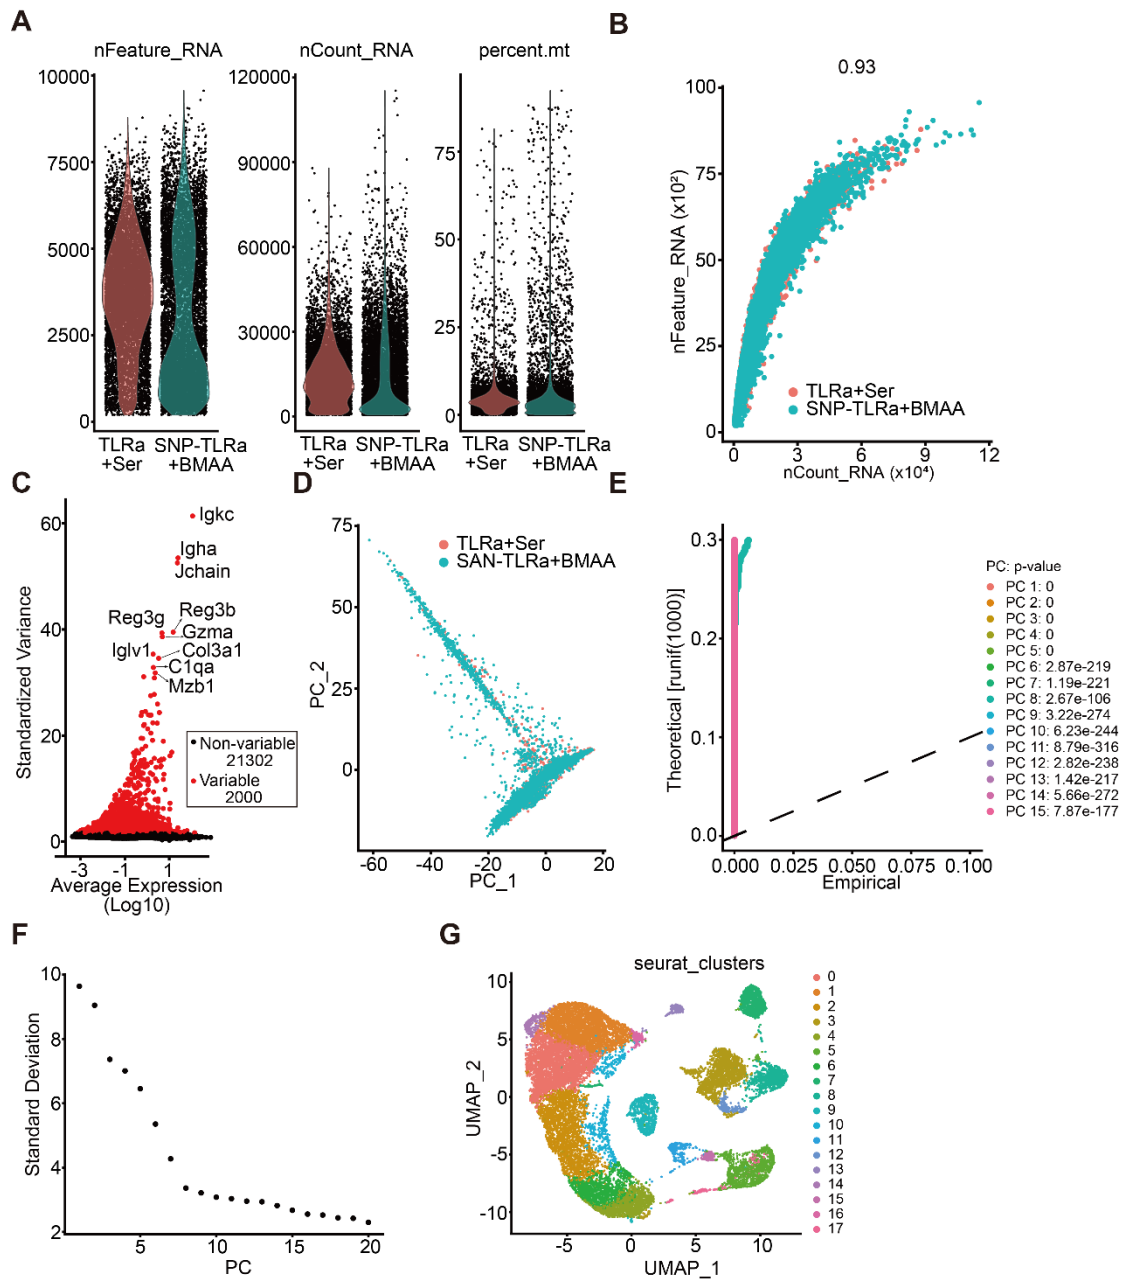 A
nFeature_RNA
nCount_RNA
percent.mt
10000
7500
5000
2500
0
120000
90000
60000
30000
0
75
50
25
0
TLRa
+Ser
SNP-TLRa
+BMAA
TLRa
+Ser
SNP-TLRa
+BMAA
TLRa
+Ser
SNP-TLRa
+BMAA
B
0.93
nFeature_RNA (x10²)
100
75
50
25
0
TLRa+Ser
SNP-TLRa+BMAA
0
3
6
9
12
nCount_RNA (x10⁴)
C
Standardized Variance
60
40
20
0
Igkc
Igha
Jchain
Reg3g
Reg3b
Gzma
Iglv1
Col3a1
C1qa
Mzb1
Non-variable
21302
Variable
2000
-3
-1
1
Average Expression
(Log10)
D
PC_2
75
50
25
0
TLRa+Ser
SAN-TLRa+BMAA
-60
-40
-20
0
20
PC_1
E
Theoretical [runif(1000)]
0.3
0.2
0.1
0.0
0.000
0.025
0.050
0.075
0.100
Empirical
PC: p-value
PC 1: 0
PC 2: 0
PC 3: 0
PC 4: 0
PC 5: 0
PC 6: 2.87e-219
PC 7: 1.19e-221
PC 8: 2.67e-106
PC 9: 3.22e-274
PC 10: 6.23e-244
PC 11: 8.79e-316
PC 12: 2.82e-238
PC 13: 1.42e-217
PC 14: 5.66e-272
PC 15: 7.87e-177
F
Standard Deviation
10
8
6
4
2
5
10
15
20
PC
G
seurat_clusters
UMAP_2
10
5
0
-5
-10
-5
0
5
10
UMAP_1
0
1
2
3
4
5
6
7
8
9
10
11
12
13
14
15
16
17